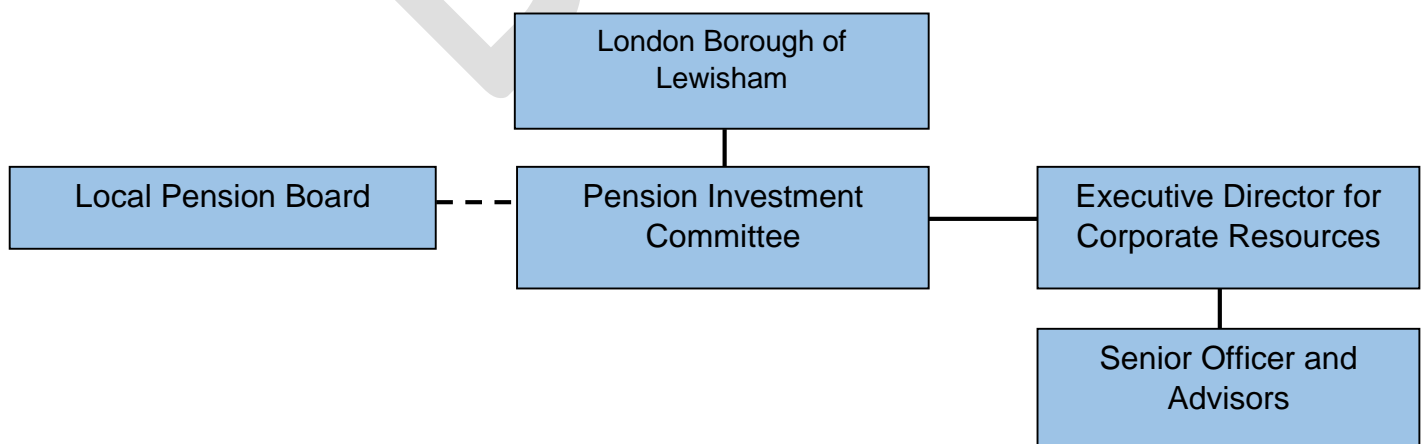 London Borough of
Lewisham
Local Pension Board
Pension Investment
Committee
Executive Director for
Corporate Resources
Senior Officer and
Advisors